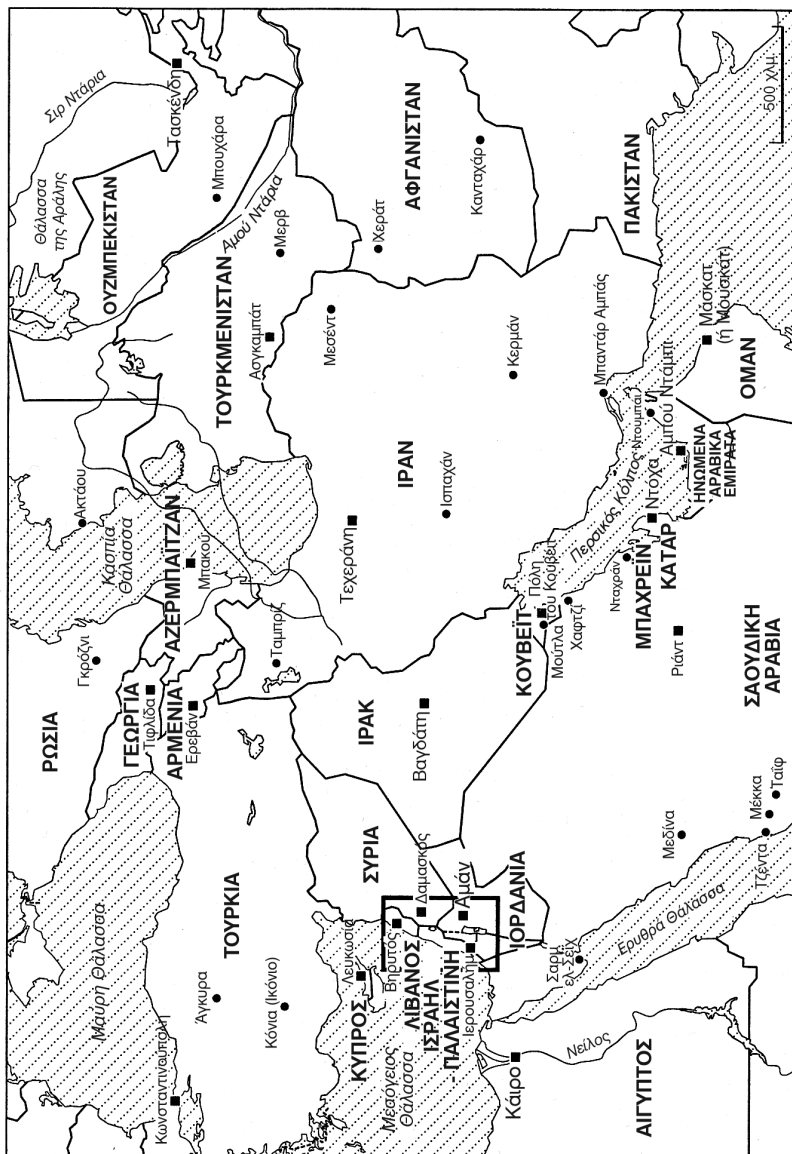 ΡΩΣΙΑ
Γκρόζνι
Ακτάου
Κασπία
Θάλασσα
Θάλασσα
της Αράλης
Σιρ Ντάρια
ΟΥΖΜΠΕΚΙΣΤΑΝ
Τασκένδη
Μπουχάρα
Μαύρη Θάλασσα
ΓΕΩΡΓΙΑ
Τιφλίδα
ΑΡΜΕΝΙΑ
Ερεβάν
ΑΖΕΡΜΠΑΪΤΖΑΝ
Μπακού
Κωνσταντινούπολη
Άγκυρα
ΤΟΥΡΚΙΑ
Κόνια (Ικόνιο)
Ταμπρίζ
ΤΟΥΡΚΜΕΝΙΣΤΑΝ
Ασγκαμπάτ
Αμού Ντάρια
Μερβ
Μεσέντ
Χεράτ
ΑΦΓΑΝΙΣΤΑΝ
Κανταχάρ
ΚΥΠΡΟΣ
Λευκωσία
Μεσόγειος
Θάλασσα
ΣΥΡΙΑ
Βηρυτός
Δαμασκός
ΛΙΒΑΝΟΣ
ΙΣΡΑΗΛ
- ΠΑΛΑΙΣΤΙΝΗ
Ιερουσαλήμ
Αμάν
ΙΟΡΔΑΝΙΑ
ΙΡΑΚ
Βαγδάτη
Τεχεράνη
ΙΡΑΝ
Ισπαχάν
Κερμάν
Μπαντάρ Αμπάς
ΠΑΚΙΣΤΑΝ
Κάιρο
Νείλος
ΑΙΓΥΠΤΟΣ
Σαρμ
ελ-Σεΐχ
Ερυθρά Θάλασσα
ΚΟΥΒΕΪΤ
Πόλη
του Κουβέιτ
Μούτλα
Χαφτζί
Περσικός Κόλπος
Νταχράν
ΜΠΑΧΡΕΪΝ
ΚΑΤΑΡ
Ντόχα
Ντουμπάι
Αμπού Ντάμπι
ΗΝΩΜΕΝΑ
ΑΡΑΒΙΚΑ
ΕΜΙΡΑΤΑ
Μάσκατ
(ή Μουσκάτ)
ΟΜΑΝ
Ριάντ
ΣΑΟΥΔΙΚΗ
ΑΡΑΒΙΑ
Μεδίνα
Τζέντα
Μέκκα
Ταΐφ
500 χλμ.